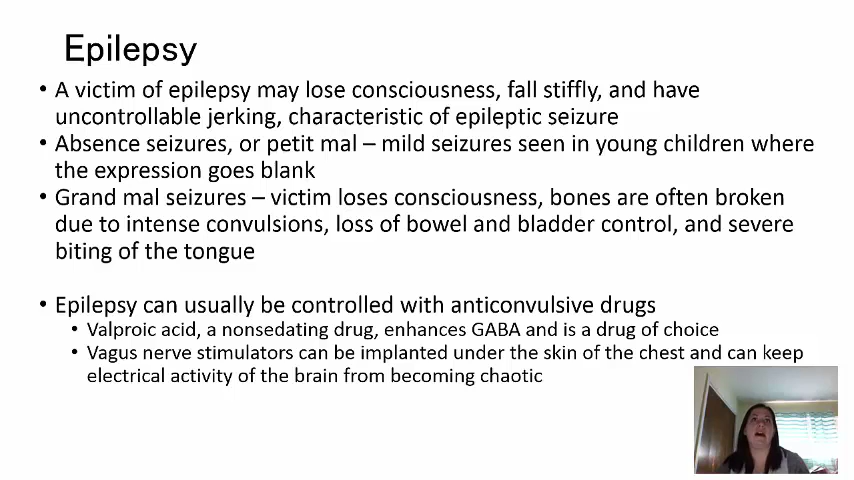 Epilepsy
• A victim of epilepsy may lose consciousness, fall stiffly, and have
uncontrollable jerking, characteristic of epileptic seizure
• Absence seizures, or petit mal – mild seizures seen in young children where
the expression goes blank
• Grand mal seizures – victim loses consciousness, bones are often broken
due to intense convulsions, loss of bowel and bladder control, and severe
biting of the tongue
• Epilepsy can usually be controlled with anticonvulsive drugs
• Valproic acid, a nonsedating drug, enhances GABA and is a drug of choice
• Vagus nerve stimulators can be implanted under the skin of the chest and can keep
electrical activity of the brain from becoming chaotic